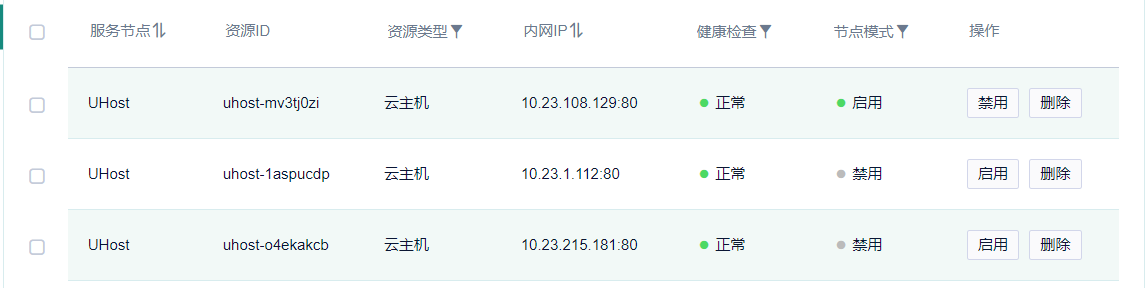 服务节点 资源ID 资源类型 内网IP 健康检查 节点模式 操作
UHost uhost-mv3tj0zi 云主机 10.23.108.129:80 正常 启用 禁用 删除
UHost uhost-1aspucdp 云主机 10.23.1.112:80 正常 禁用 启用 删除
UHost uhost-o4ekakcb 云主机 10.23.215.181:80 正常 禁用 启用 删除